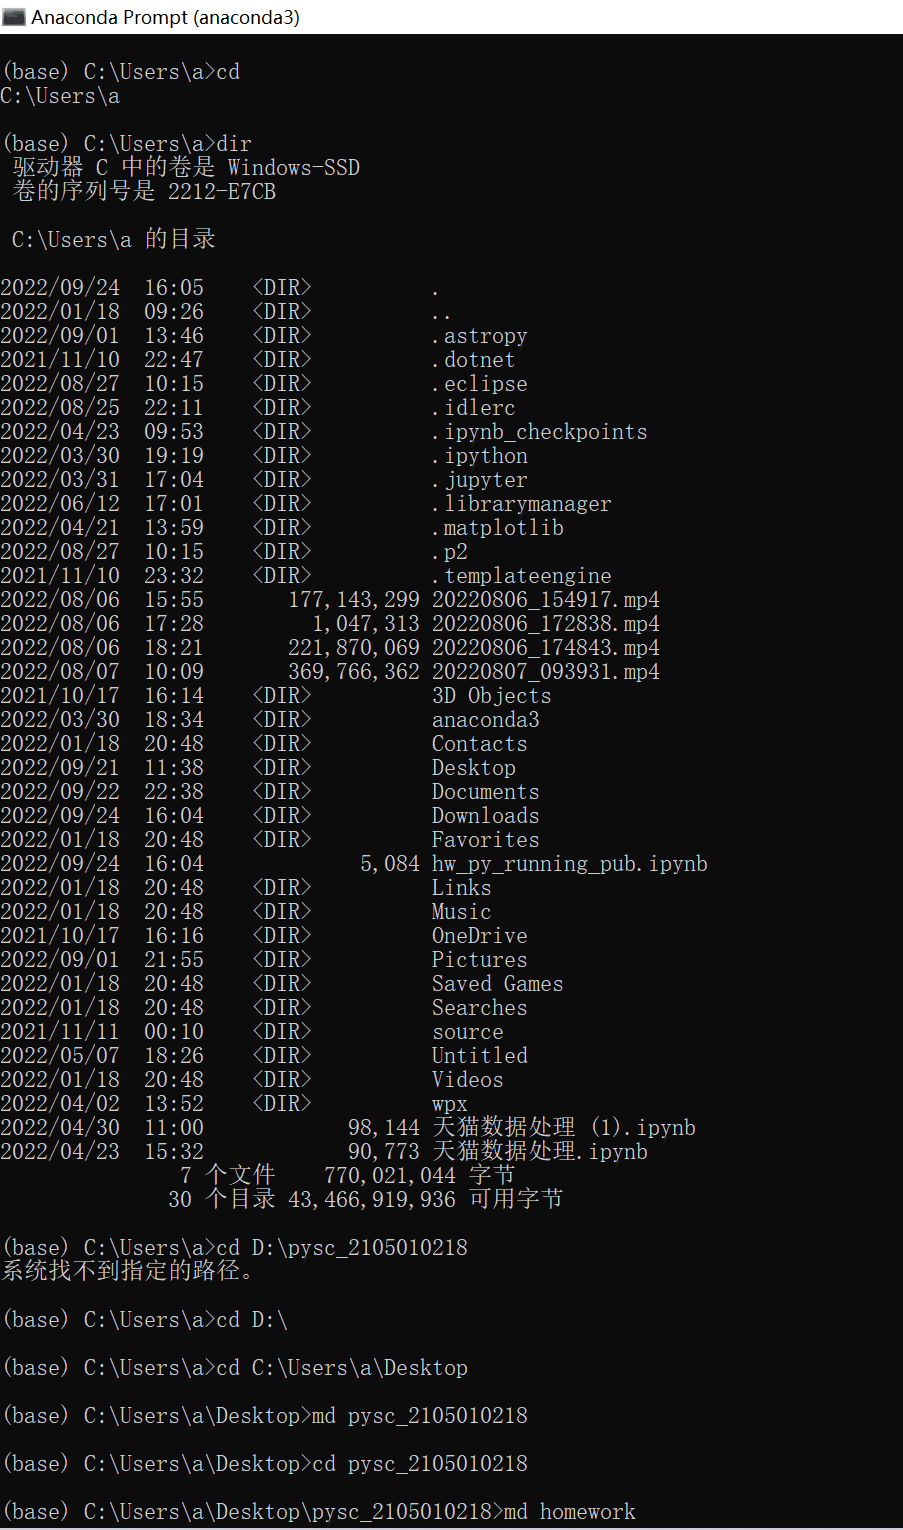 Anaconda Prompt (anaconda3)
(base) C:\Users\a>cd
C:\Users\a
(base) C:\Users\a>dir
驱动器 C 中的卷是 Windows-SSD
卷的序列号是 2212-E7CB
C:\Users\a 的目录
2022/09/24  16:05    <DIR>          .
2022/01/18  09:26    <DIR>          ..
2022/09/01  13:46    <DIR>          .astropy
2021/11/10  22:47    <DIR>          .dotnet
2022/08/27  10:15    <DIR>          .eclipse
2022/08/25  22:11    <DIR>          .idlerc
2022/04/23  09:53    <DIR>          .ipynb_checkpoints
2022/03/30  19:19    <DIR>          .ipython
2022/03/31  17:04    <DIR>          .jupyter
2022/06/12  17:01    <DIR>          .librarymanager
2022/04/21  13:59    <DIR>          .matplotlib
2022/08/27  10:15    <DIR>          .p2
2021/11/10  23:32    <DIR>          .templateengine
2022/08/06  15:55       177,143,299 20220806_154917.mp4
2022/08/06  17:28         1,047,313 20220806_172838.mp4
2022/08/06  18:21       221,870,069 20220806_174843.mp4
2022/08/07  10:09       369,766,362 20220807_093931.mp4
2021/10/17  16:14    <DIR>          3D Objects
2022/03/30  18:34    <DIR>          anaconda3
2022/01/18  20:48    <DIR>          Contacts
2022/09/21  11:38    <DIR>          Desktop
2022/09/22  22:38    <DIR>          Documents
2022/09/24  16:04    <DIR>          Downloads
2022/01/18  20:48    <DIR>          Favorites
2022/09/24  16:04             5,084 hw_py_running_pub.ipynb
2022/01/18  20:48    <DIR>          Links
2022/01/18  20:48    <DIR>          Music
2021/10/17  16:16    <DIR>          OneDrive
2022/09/01  21:55    <DIR>          Pictures
2022/01/18  20:48    <DIR>          Saved Games
2022/01/18  20:48    <DIR>          Searches
2021/11/11  00:10    <DIR>          source
2022/05/07  18:26    <DIR>          Untitled
2022/01/18  20:48    <DIR>          Videos
2022/04/02  13:52    <DIR>          wpx
2022/04/30  11:00            98,144 天猫数据处理 (1).ipynb
2022/04/23  15:32            90,773 天猫数据处理.ipynb
7 个文件    770,021,044 字节
30 个目录 43,466,919,936 可用字节
(base) C:\Users\a>cd D:\pysc_2105010218
系统找不到指定的路径。
(base) C:\Users\a>cd D:\
(base) C:\Users\a>cd C:\Users\a\Desktop
(base) C:\Users\a\Desktop>md pysc_2105010218
(base) C:\Users\a\Desktop>cd pysc_2105010218
(base) C:\Users\a\Desktop\pysc_2105010218>md homework